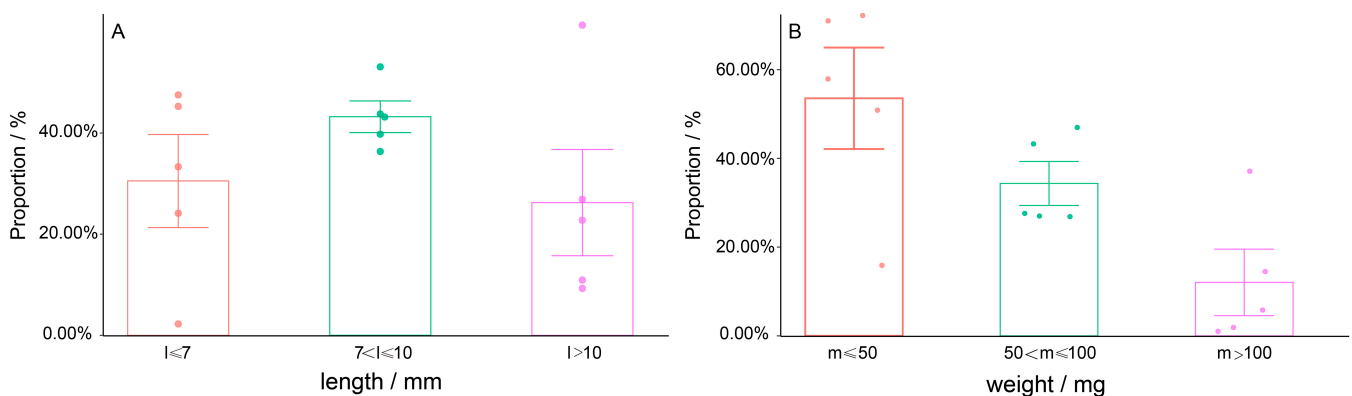 A
Proportion / %
40.00%
20.00%
0.00%
l⩽7
7<l⩽10
l>10
length / mm
B
Proportion / %
60.00%
40.00%
20.00%
0.00%
m⩽50
50<m⩽100
m>100
weight / mg